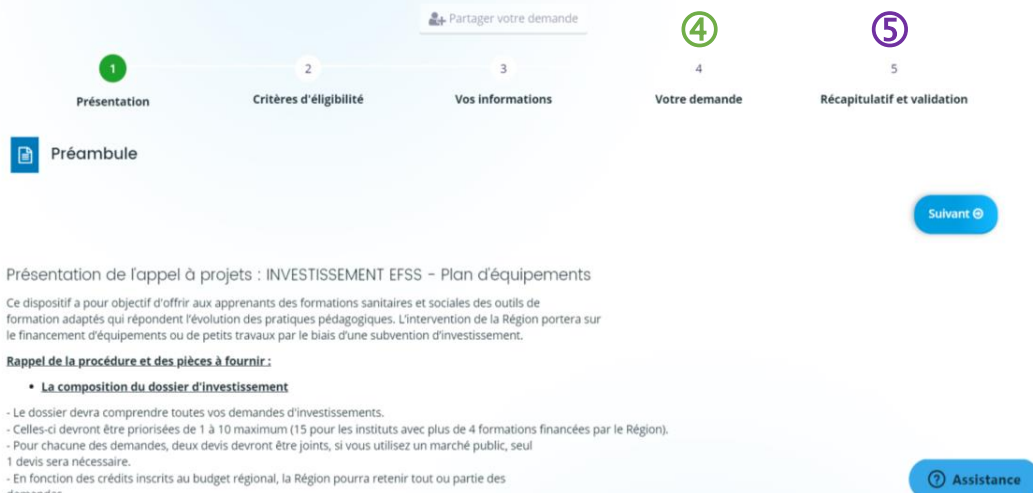 Partager votre demande
④ ⑤
1 2 3 4 5
Présentation Critères d'éligibilité Vos informations Votre demande Récapitulatif et validation
Préambule
Suivant
Présentation de l'appel à projets : INVESTISSEMENT EFSS - Plan d'équipements
Ce dispositif a pour objectif d'offrir aux apprenants des formations sanitaires et sociales des outils de
formation adaptés qui répondent l'évolution des pratiques pédagogiques. L'intervention de la Région portera sur
le financement d'équipements ou de petits travaux par le biais d'une subvention d'investissement.
Rappel de la procédure et des pièces à fournir :
• La composition du dossier d'investissement
- Le dossier devra comprendre toutes vos demandes d'investissements.
- Celles-ci devront être priorisées de 1 à 10 maximum (15 pour les instituts avec plus de 4 formations financées par le Région).
- Pour chacune des demandes, deux devis devront être joints, si vous utilisez un marché public, seul
1 devis sera nécessaire.
- En fonction des crédits inscrits au budget régional, la Région pourra retenir tout ou partie des
demandes
Assistance